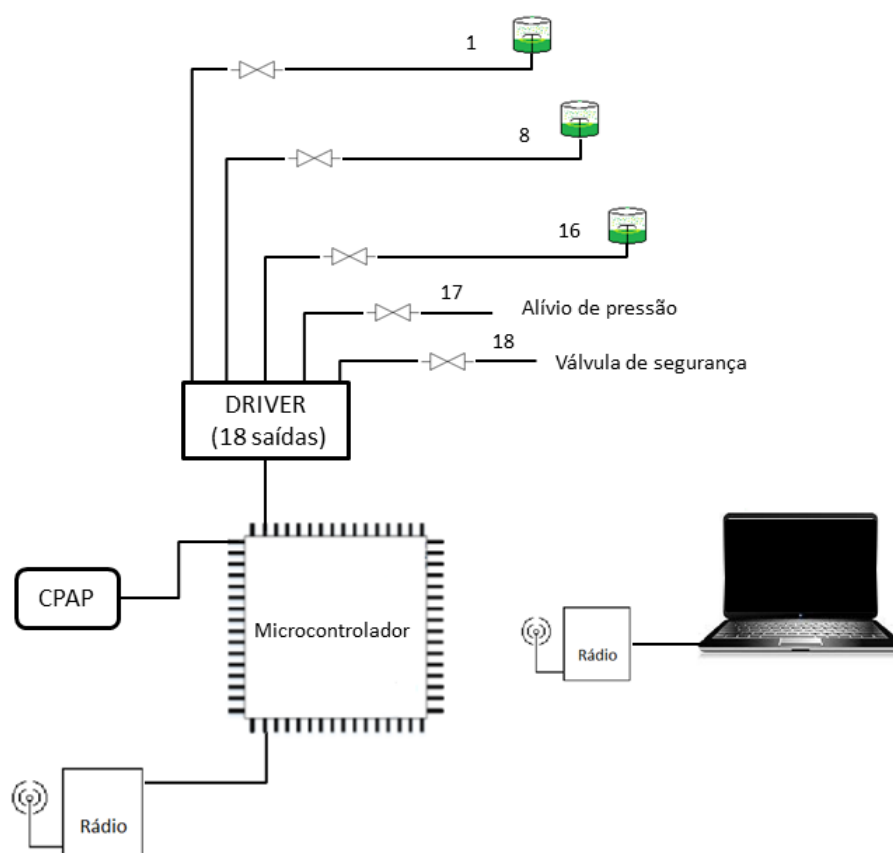 1
8
16
17
Alívio de pressão
18
Válvula de segurança
DRIVER
(18 saídas)
CPAP
Microcontrolador
Rádio
Rádio